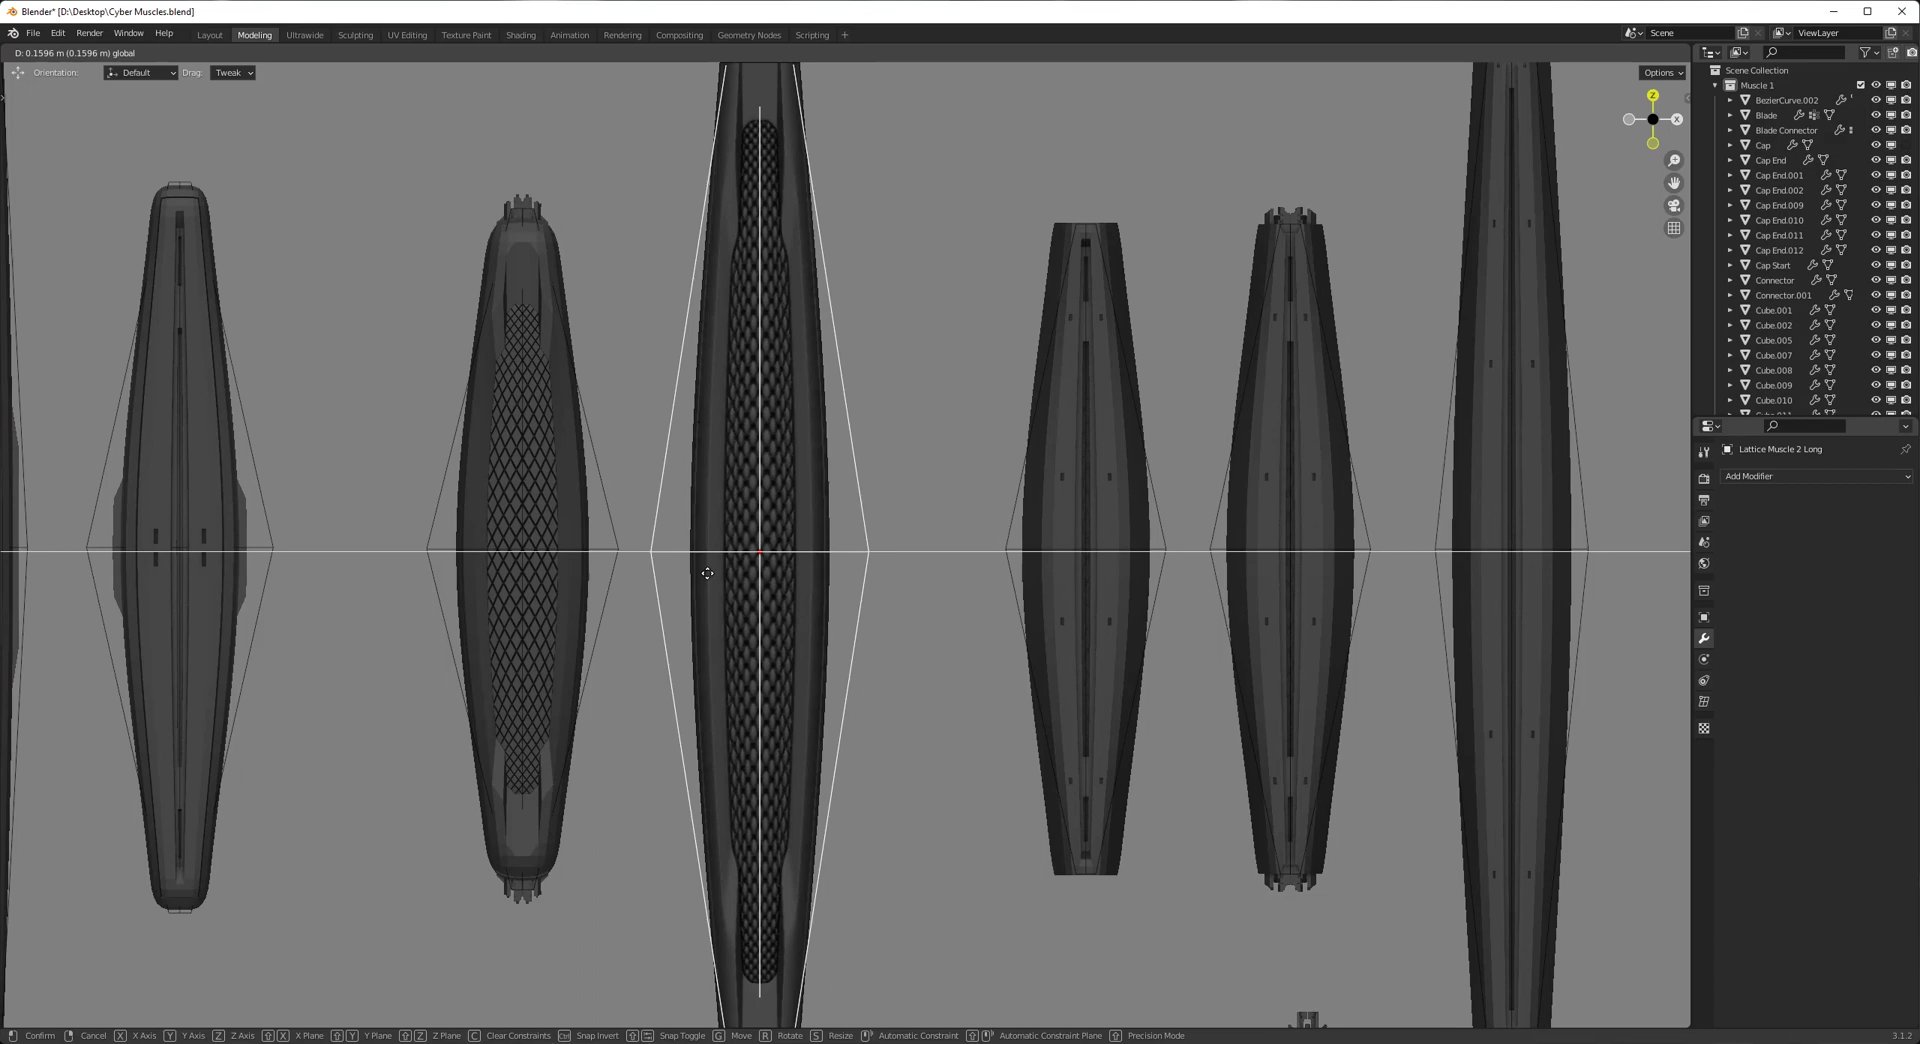 Blender* [D:\Desktop\Cyber Muscles.blend]
File Edit Render Window Help Layout Modeling Ultrawide Sculpting UV Editing Texture Paint Shading Animation Rendering Compositing Geometry Nodes Scripting + Scene ViewLayer
D: 0.1596 m (0.1596 m) global
Orientation: Default Drag: Tweak Options
Z
X
Scene Collection
Muscle 1
BezierCurve.002
Blade
Blade Connector
Cap
Cap End
Cap End.001
Cap End.002
Cap End.009
Cap End.010
Cap End.011
Cap End.012
Cap Start
Connector
Connector.001
Cube.001
Cube.002
Cube.005
Cube.007
Cube.008
Cube.009
Cube.010
Lattice Muscle 2 Long
Add Modifier
Confirm Cancel X X Axis Y Y Axis Z Z Axis X X Plane Y Y Plane Z Z Plane C Clear Constraints Ctrl Snap Invert Snap Toggle G Move R Rotate S Resize Automatic Constraint Automatic Constraint Plane Precision Mode 3.1.2